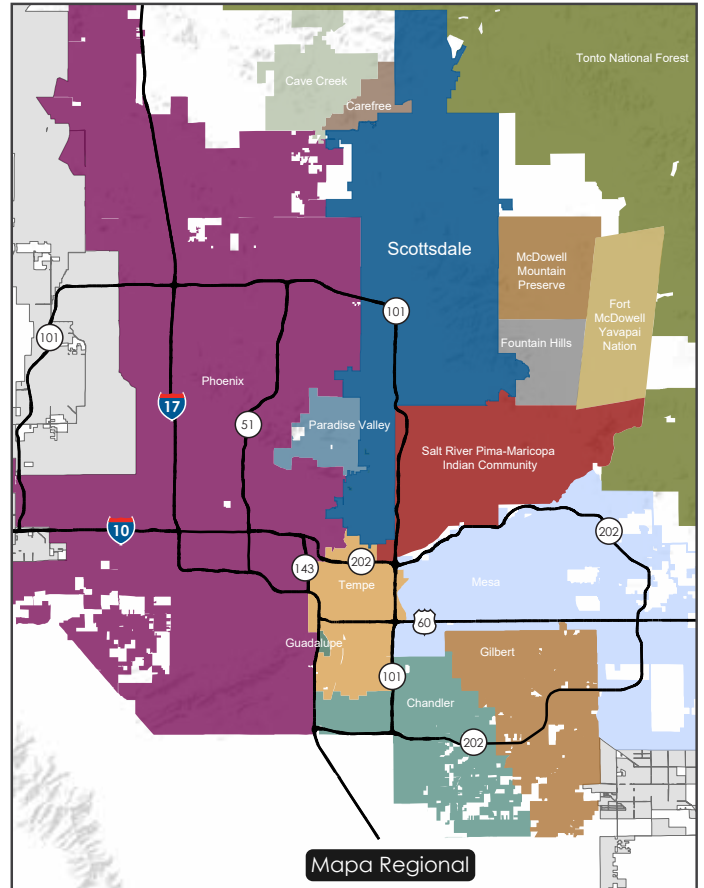 Tonto National Forest
Cave Creek
Carefree
Scottsdale
McDowell
Mountain
Preserve
Fort
McDowell
Yavapai
Nation
101
101
Fountain Hills
Phoenix
17
51
Paradise Valley
Salt River Pima-Maricopa
Indian Community
10
202
143
202
Tempe
Mesa
60
Guadalupe
Gilbert
101
Chandler
202
Mapa Regional